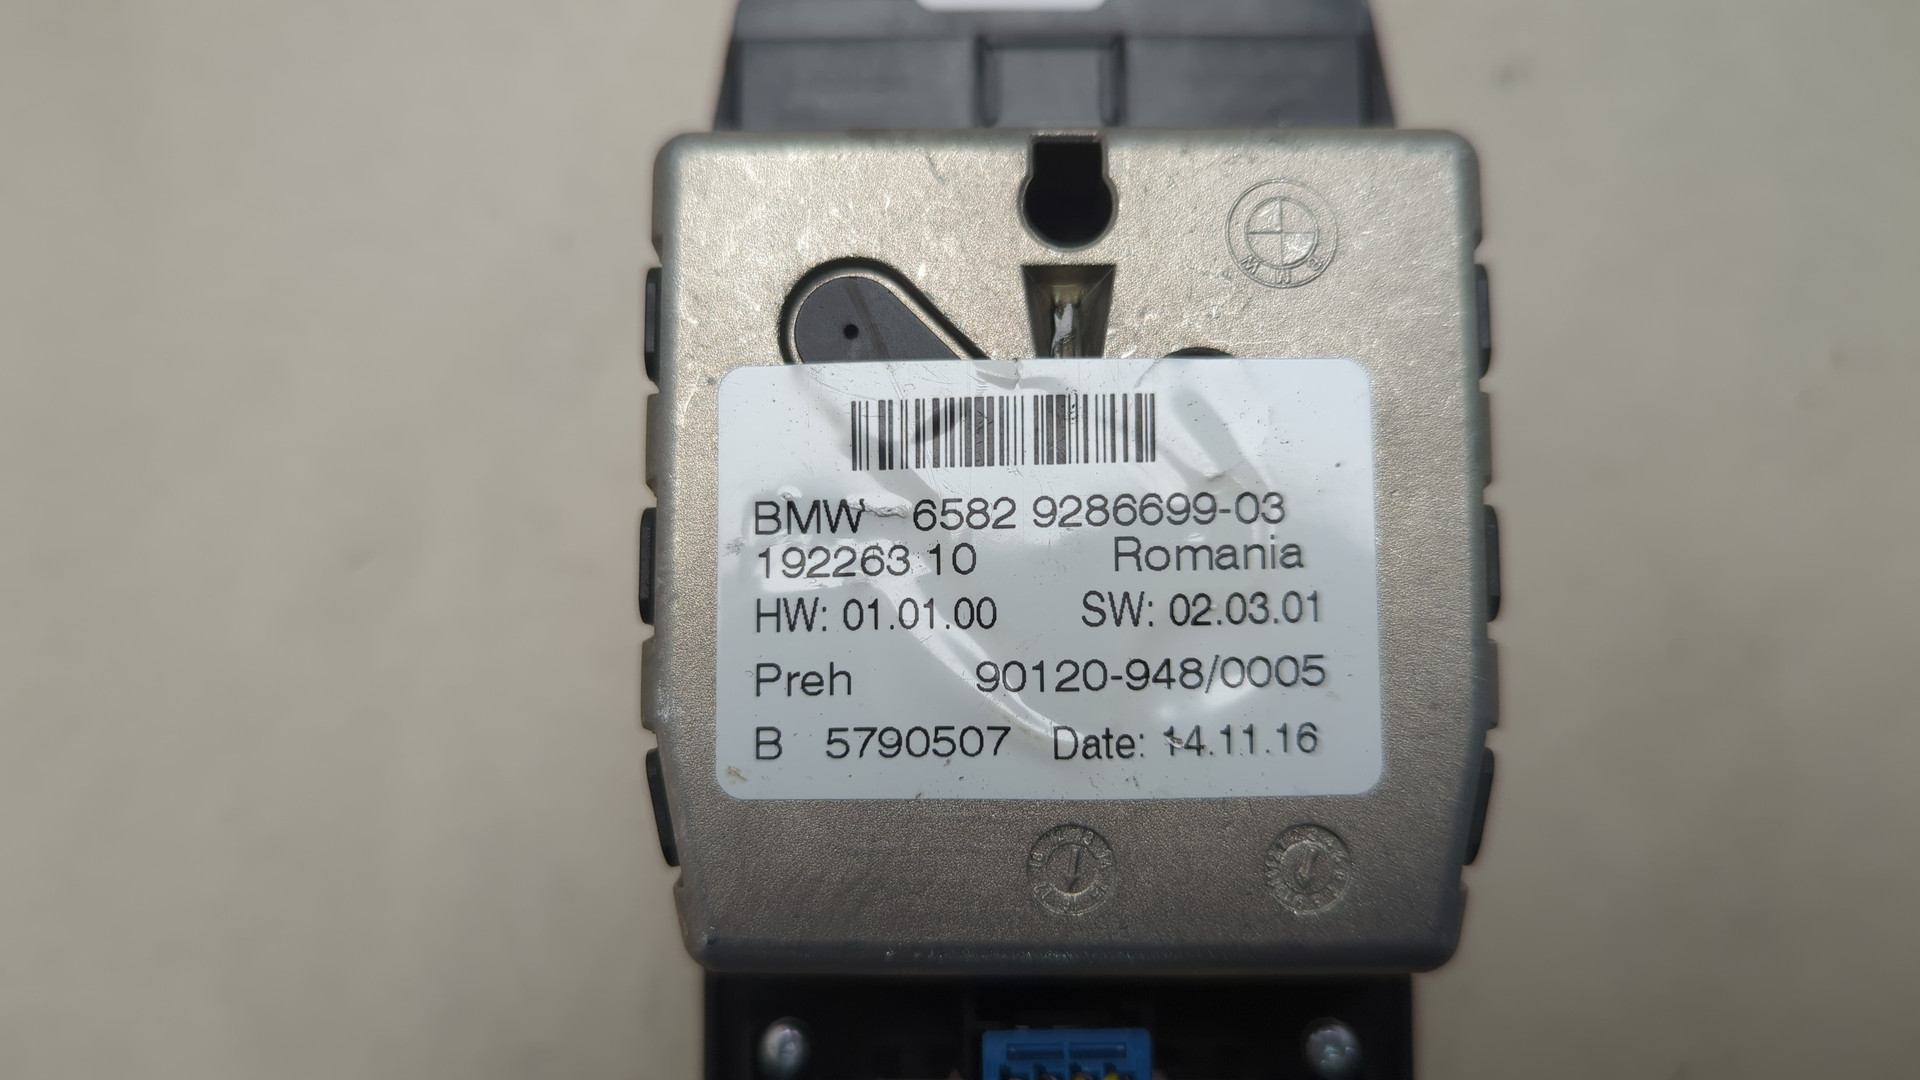 BMW 6582 9286699-03
192263 10 Romania
HW: 01.01.00 SW: 02.03.01
Preh 90120-948/0005
B 5790507 Date: 14.11.16